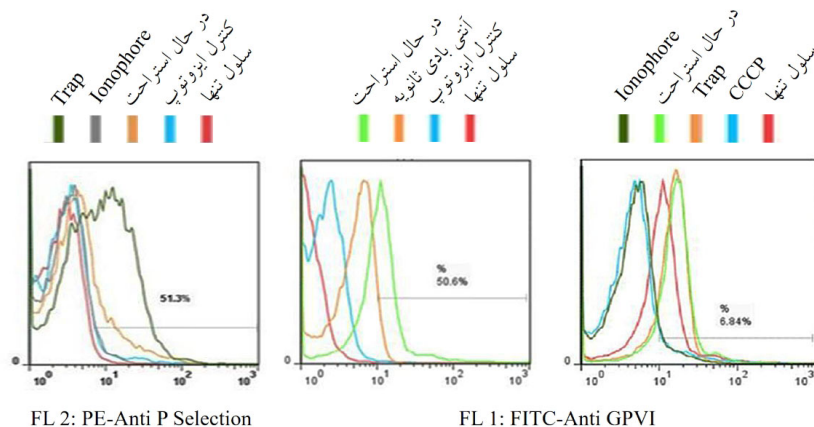 Trap
Ionophore
در حال استراحت
کنترل ایزوتوپ
سلول تنها
در حال استراحت
آنتی بادی ثانویه
کنترل ایزوتوپ
سلول تنها
Ionophore
در حال استراحت
Trap
CCCP
سلول تنها
51.3%
0
10⁰ 10¹ 10² 10³
%
50.6%
0
10⁰ 10¹ 10² 10³
%
6.84%
0
10⁰ 10¹ 10² 10³
FL 2: PE-Anti P Selection
FL 1: FITC-Anti GPVI